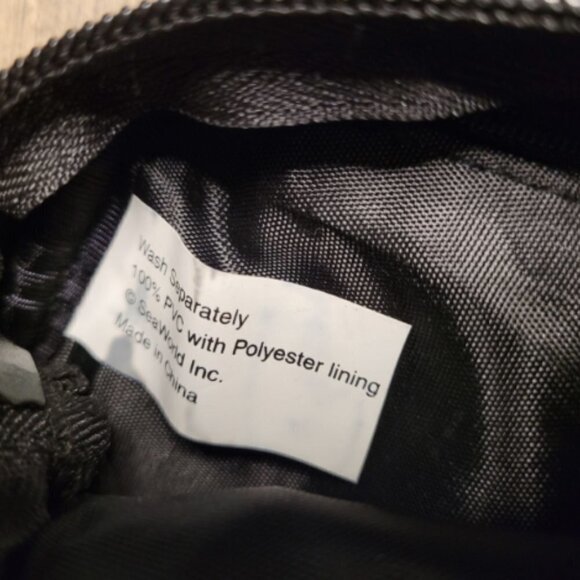 Wash Separately
100% PVC with Polyester lining
© SeaWorld Inc.
Made in China